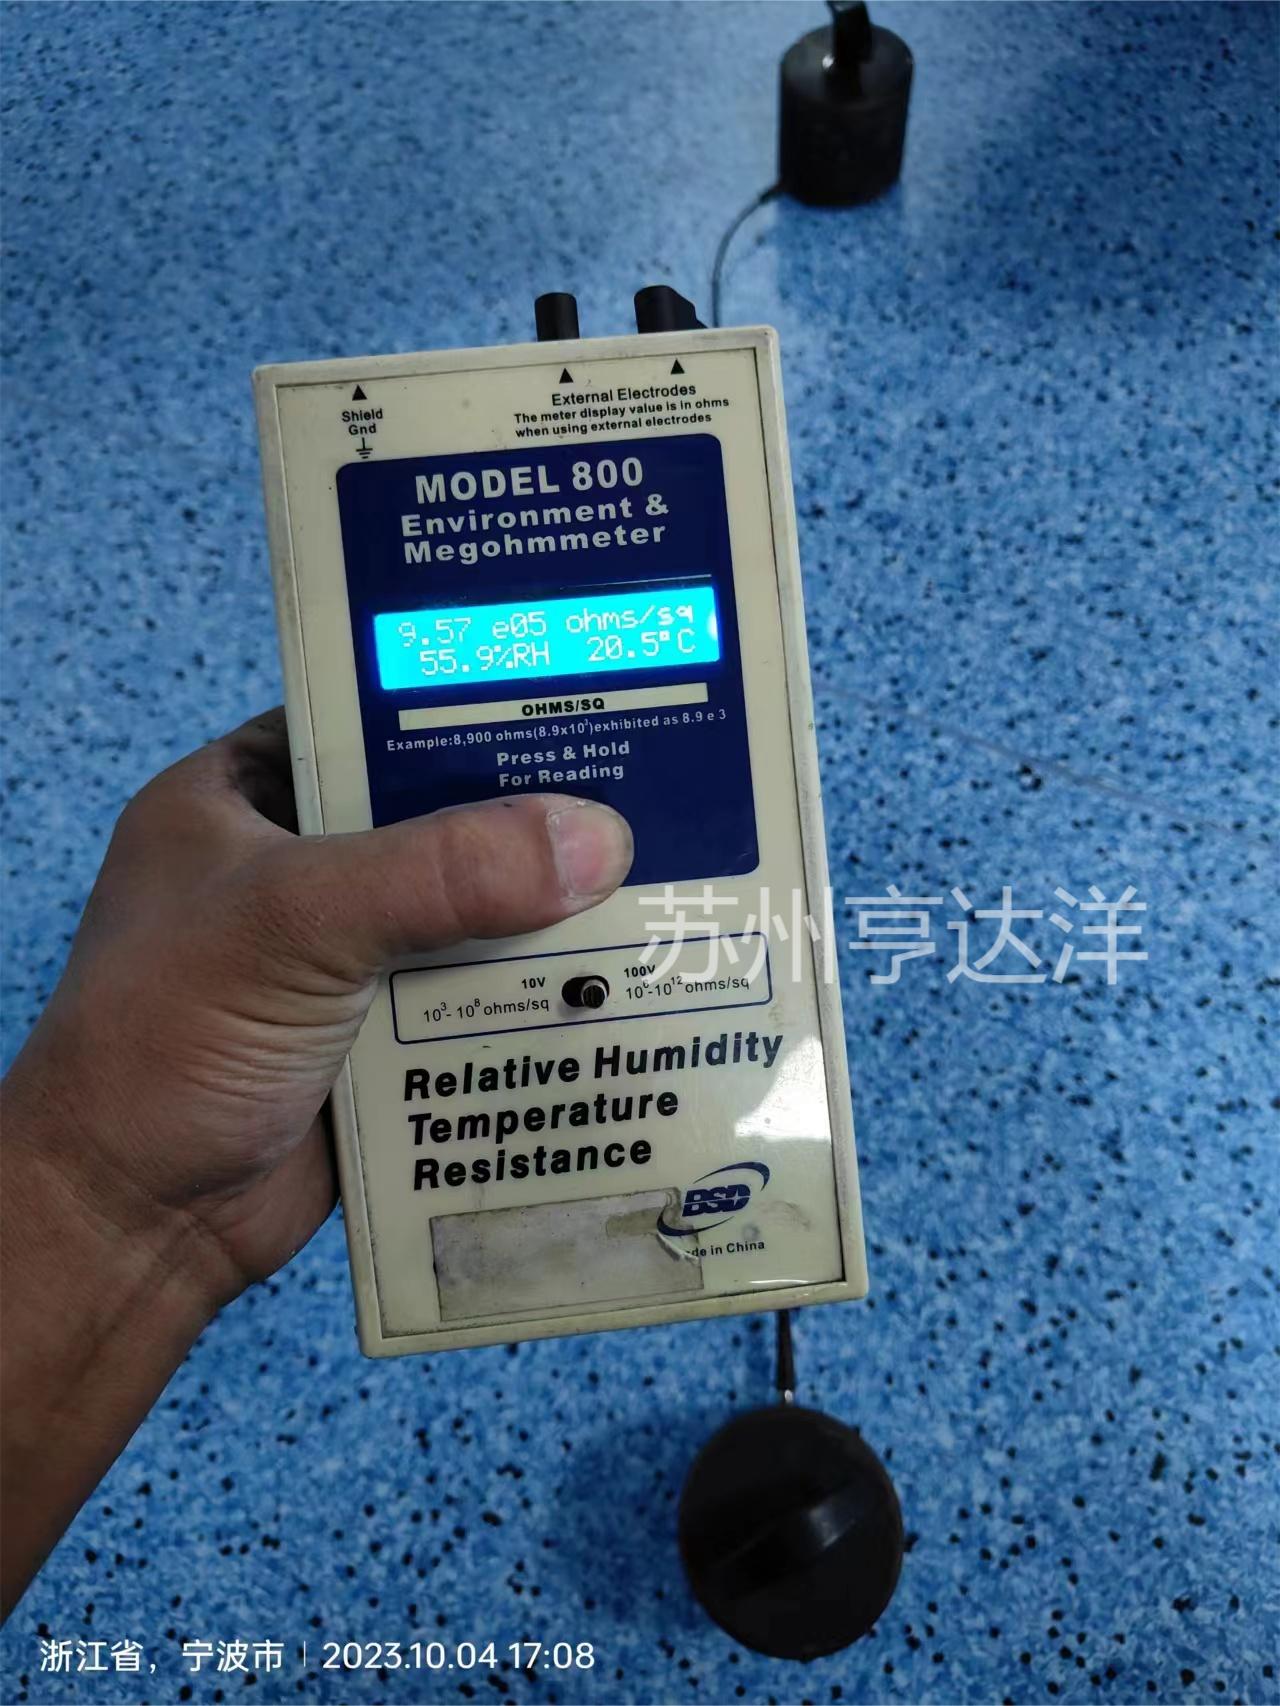 Shield
Gnd
External Electrodes
The meter display value is in ohms
when using external electrodes
MODEL 800
Environment &
Megohmmeter
9.57 e05 ohms/sq
55.9%RH 20.5°C
OHMS/SQ
Example:8,900 ohms(8.9x10³)exhibited as 8.9 e 3
Press & Hold
For Reading
苏州亨达洋
10V
10³- 10⁸ ohms/sq
100V
10⁶-10¹² ohms/sq
Relative Humidity
Temperature
Resistance
BSD
de in China
浙江省，宁波市 | 2023.10.04 17:08